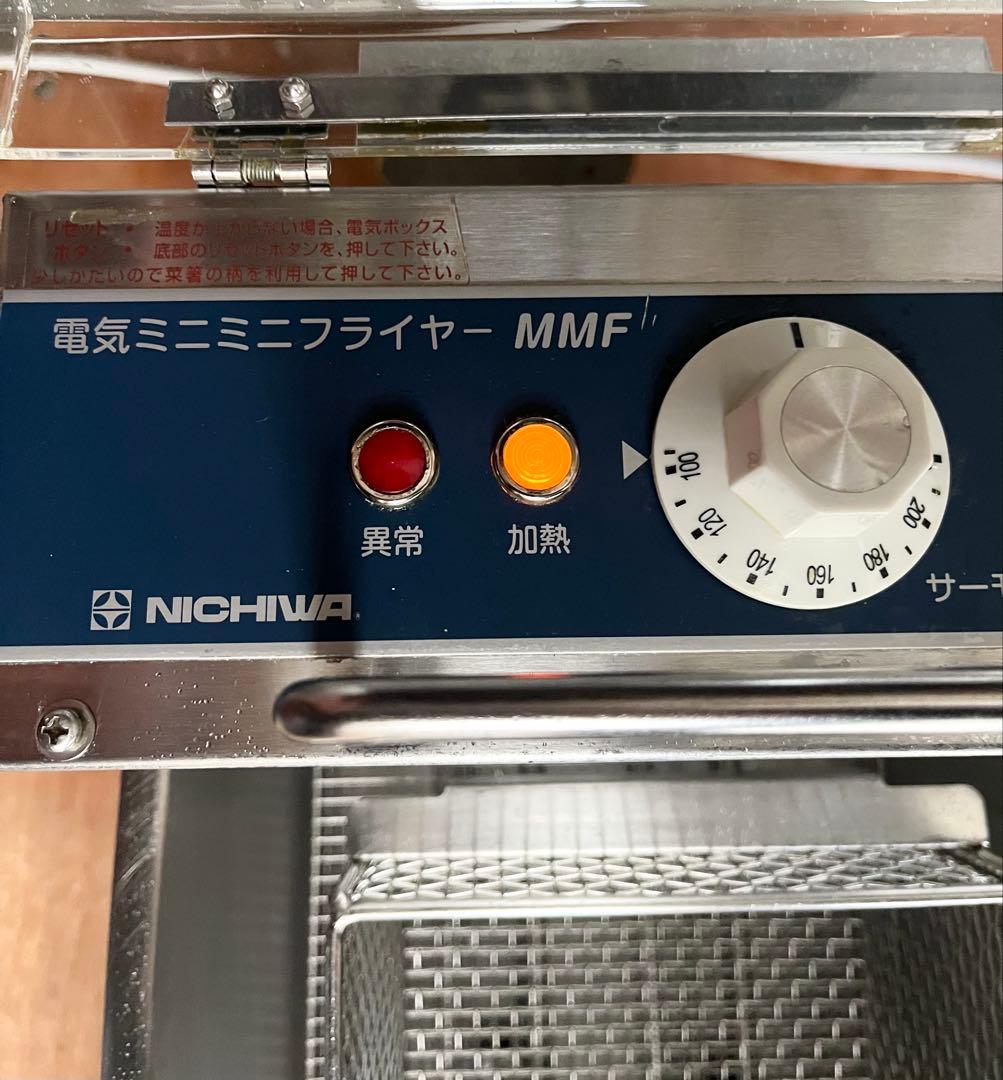 リセット・ 温度が上がらない場合、電気ボックス
ボタン・ 底部のリセットボタンを、押して下さい。
少しかたいので菜箸の柄を利用して押して下さい。
電気ミニミニフライヤー MMF
100
120
140
160
180
200
異常
加熱
サーモ
NICHIWA